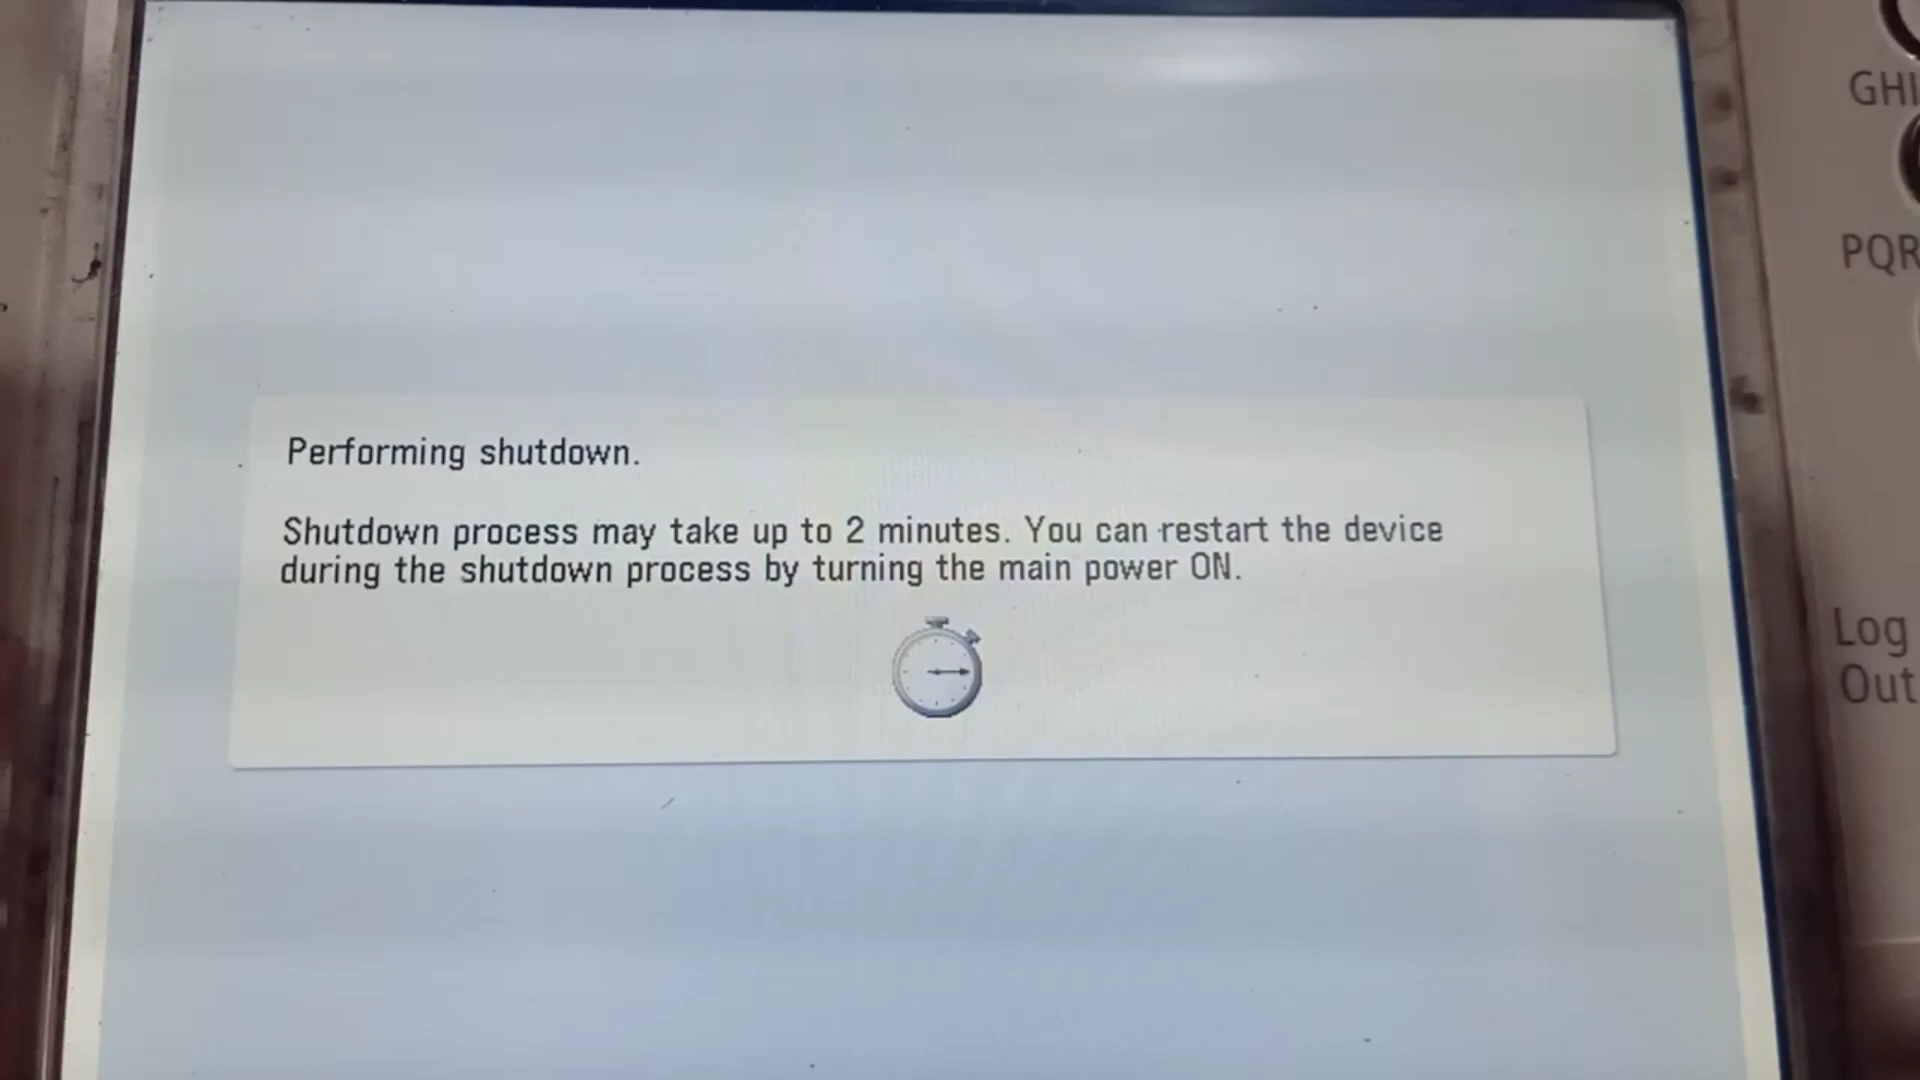 GHI
PQR
Performing shutdown.
Shutdown process may take up to 2 minutes. You can restart the device
during the shutdown process by turning the main power ON.
Log
Out